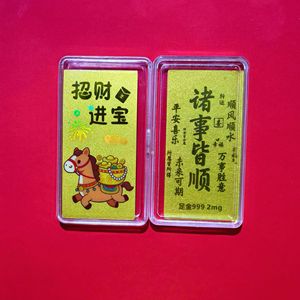 招财
进宝
诸事皆顺
顺风顺水
万事胜意
平安喜乐
未来可期
足金999 2mg